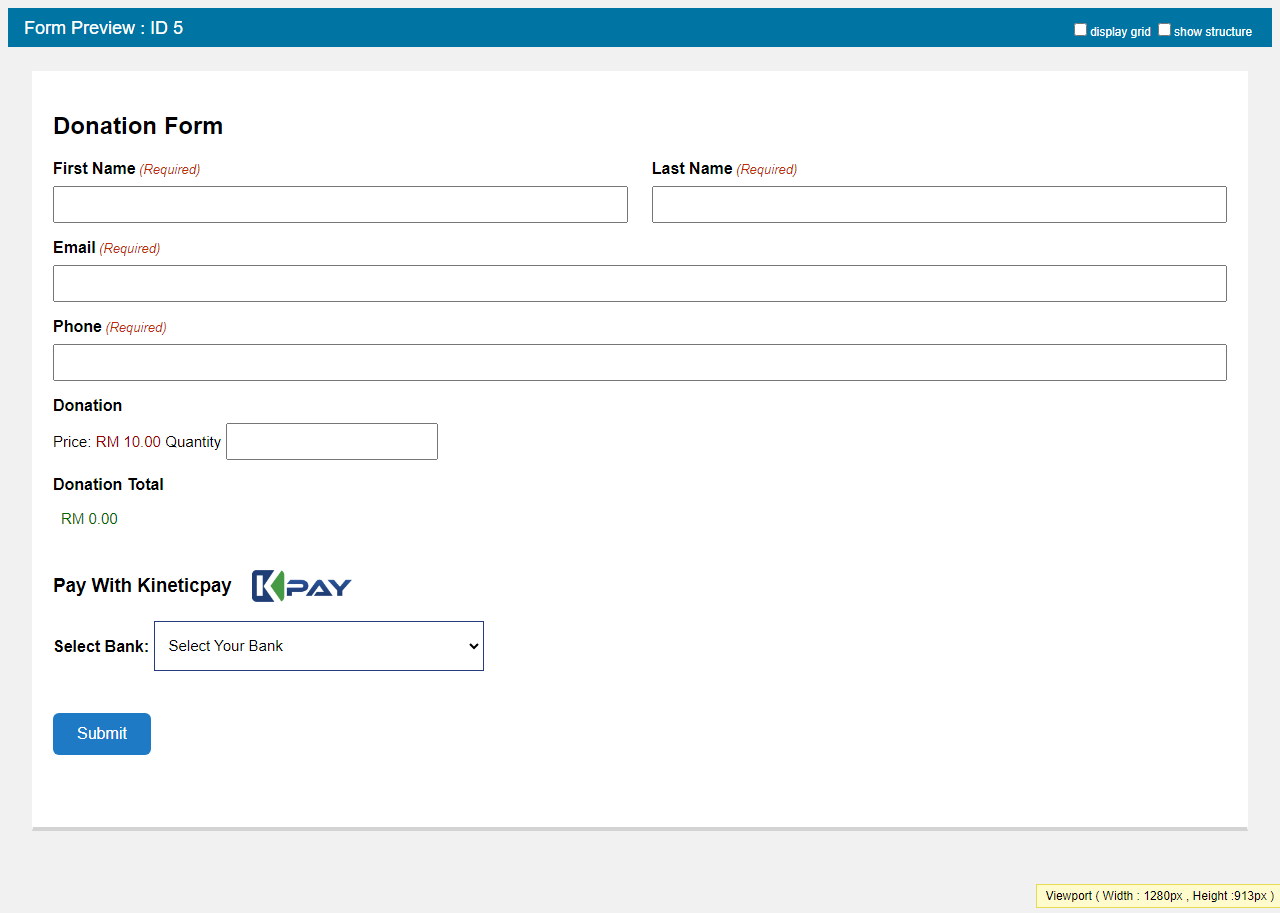 Form Preview : ID 5
display grid show structure
Donation Form
First Name (Required) Last Name (Required)
Email (Required)
Phone (Required)
Donation
Price: RM 10.00 Quantity
Donation Total
RM 0.00
Pay With Kineticpay KPAY
Select Bank: Select Your Bank
Submit
Viewport ( Width : 1280px , Height :913px )